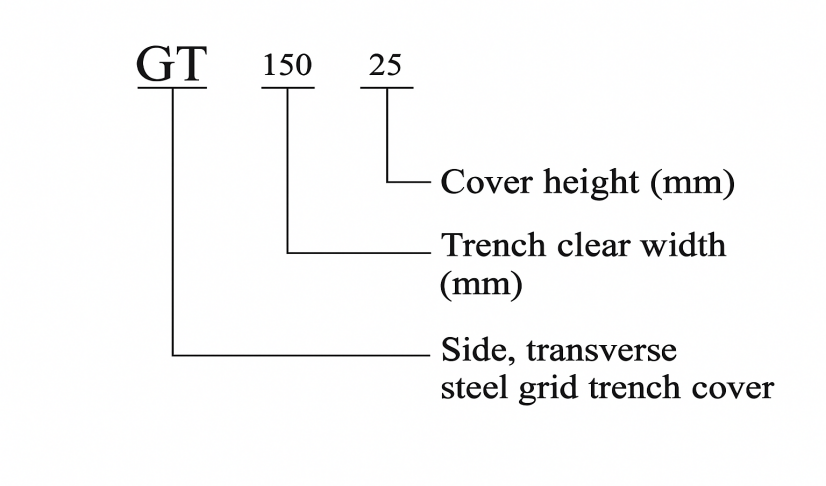 GT 150 25
Cover height (mm)
Trench clear width
(mm)
Side, transverse
steel grid trench cover